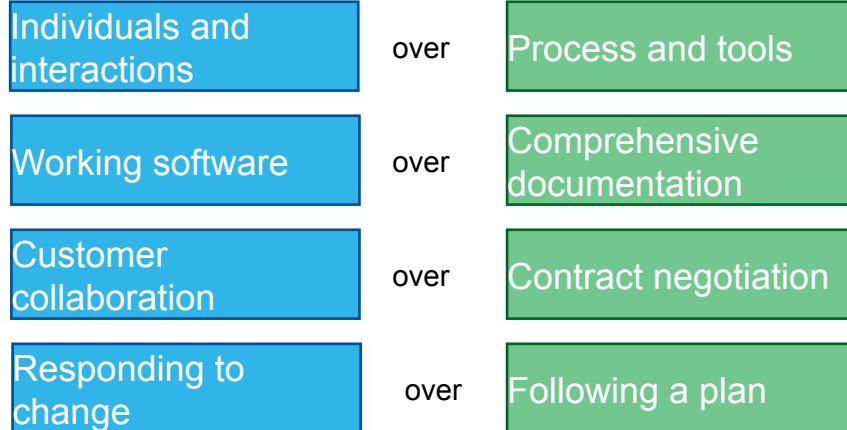 Individuals and
interactions
over
Process and tools
Working software
over
Comprehensive
documentation
Customer
collaboration
over
Contract negotiation
Responding to
change
over
Following a plan